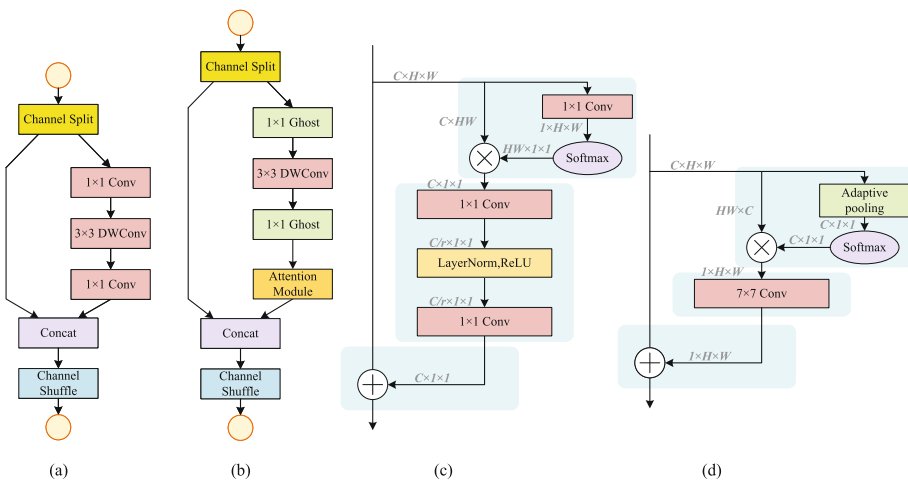 Channel Split
1×1 Conv
3×3 DWConv
1×1 Conv
Concat
Channel
Shuffle
(a)
Channel Split
1×1 Ghost
3×3 DWConv
1×1 Ghost
Attention
Module
Concat
Channel
Shuffle
(b)
C×H×W
1×1 Conv
C×HW
1×H×W
HW×1×1
Softmax
C×1×1
1×1 Conv
C/r×1×1
LayerNorm,ReLU
C/r×1×1
1×1 Conv
C×1×1
(c)
C×H×W
Adaptive
pooling
HW×C
C×1×1
C×1×1
Softmax
1×H×W
7×7 Conv
1×H×W
(d)